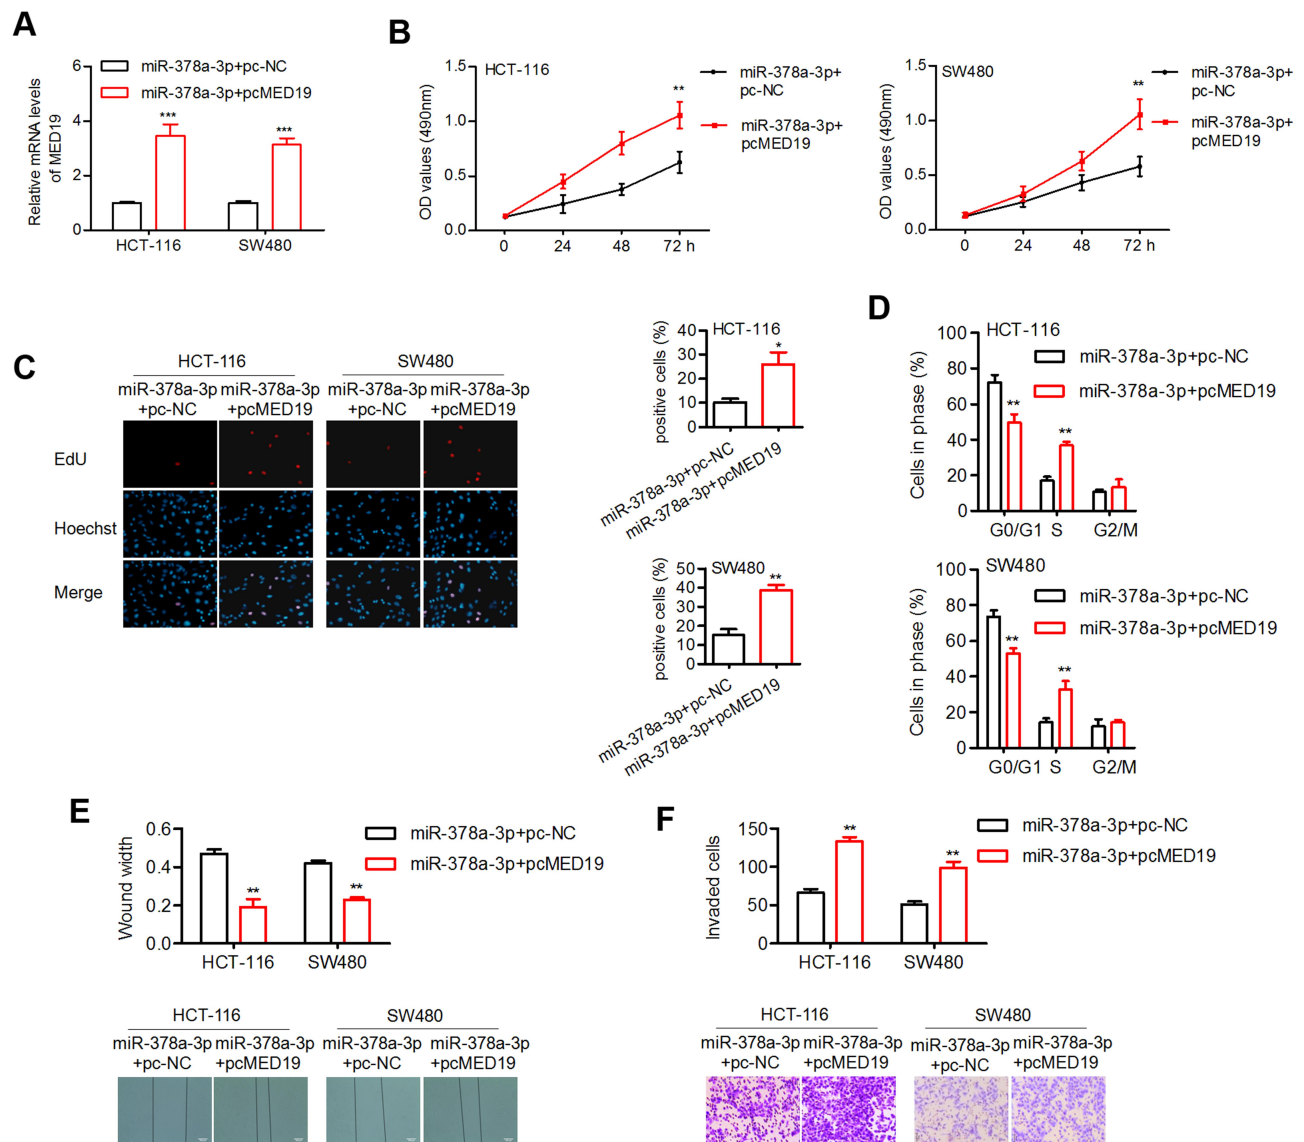 A
6
4
2
0
Relative mRNA levels
of MED19
miR-378a-3p+pc-NC
miR-378a-3p+pcMED19
***
***
HCT-116
SW480
B
1.5
1.0
0.5
0.0
OD values (490nm)
HCT-116
**
0
24
48
72 h
miR-378a-3p+
pc-NC
miR-378a-3p+
pcMED19
1.5
1.0
0.5
0.0
OD values (490nm)
SW480
**
0
24
48
72 h
miR-378a-3p+
pc-NC
miR-378a-3p+
pcMED19
C
HCT-116
SW480
miR-378a-3p
+pc-NC
miR-378a-3p
+pcMED19
miR-378a-3p
+pc-NC
miR-378a-3p
+pcMED19
EdU
Hoechst
Merge
40
30
20
10
0
positive cells (%)
HCT-116
*
miR-378a-3p+pc-NC
miR-378a-3p+pcMED19
50
40
30
20
10
0
positive cells (%)
SW480
**
miR-378a-3p+pc-NC
miR-378a-3p+pcMED19
D
100
80
60
40
20
0
Cells in phase (%)
HCT-116
miR-378a-3p+pc-NC
miR-378a-3p+pcMED19
**
**
G0/G1
S
G2/M
100
80
60
40
20
0
Cells in phase (%)
SW480
miR-378a-3p+pc-NC
miR-378a-3p+pcMED19
**
**
G0/G1
S
G2/M
E
0.6
0.4
0.2
0.0
Wound width
miR-378a-3p+pc-NC
miR-378a-3p+pcMED19
**
**
HCT-116
SW480
HCT-116
SW480
miR-378a-3p
+pc-NC
miR-378a-3p
+pcMED19
miR-378a-3p
+pc-NC
miR-378a-3p
+pcMED19
F
150
100
50
0
Invaded cells
miR-378a-3p+pc-NC
miR-378a-3p+pcMED19
**
**
HCT-116
SW480
HCT-116
SW480
miR-378a-3p
+pc-NC
miR-378a-3p
+pcMED19
miR-378a-3p
+pc-NC
miR-378a-3p
+pcMED19